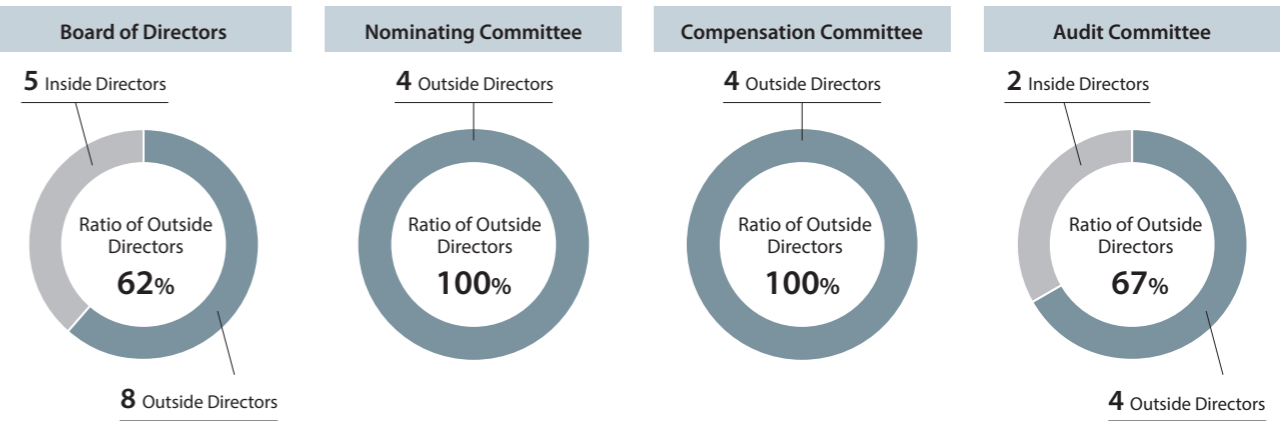 Board of Directors
5 Inside Directors
Ratio of Outside
Directors
62%
8 Outside Directors
Nominating Committee
4 Outside Directors
Ratio of Outside
Directors
100%
Compensation Committee
4 Outside Directors
Ratio of Outside
Directors
100%
Audit Committee
2 Inside Directors
Ratio of Outside
Directors
67%
4 Outside Directors